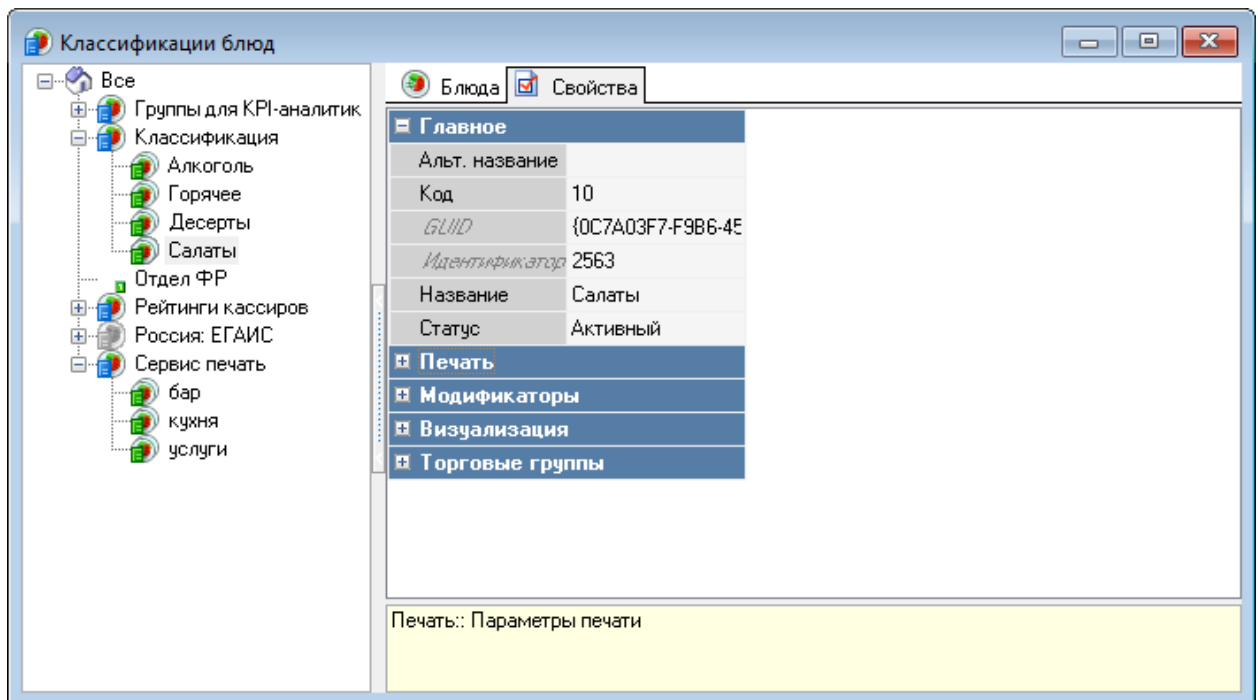 Классификации блюд
Все
Группы для KPI-аналитик
Классификация
Алкоголь
Горячее
Десерты
Салаты
Отдел ФР
Рейтинги кассиров
Россия: ЕГАИС
Сервис печать
бар
кухня
услуги
Блюда Свойства
Главное
Альт. название
Код 10
GUID {0C7A03F7-F9B6-45
Идентификатор 2563
Название Салаты
Статус Активный
Печать
Модификаторы
Визуализация
Торговые группы
Печать:: Параметры печати